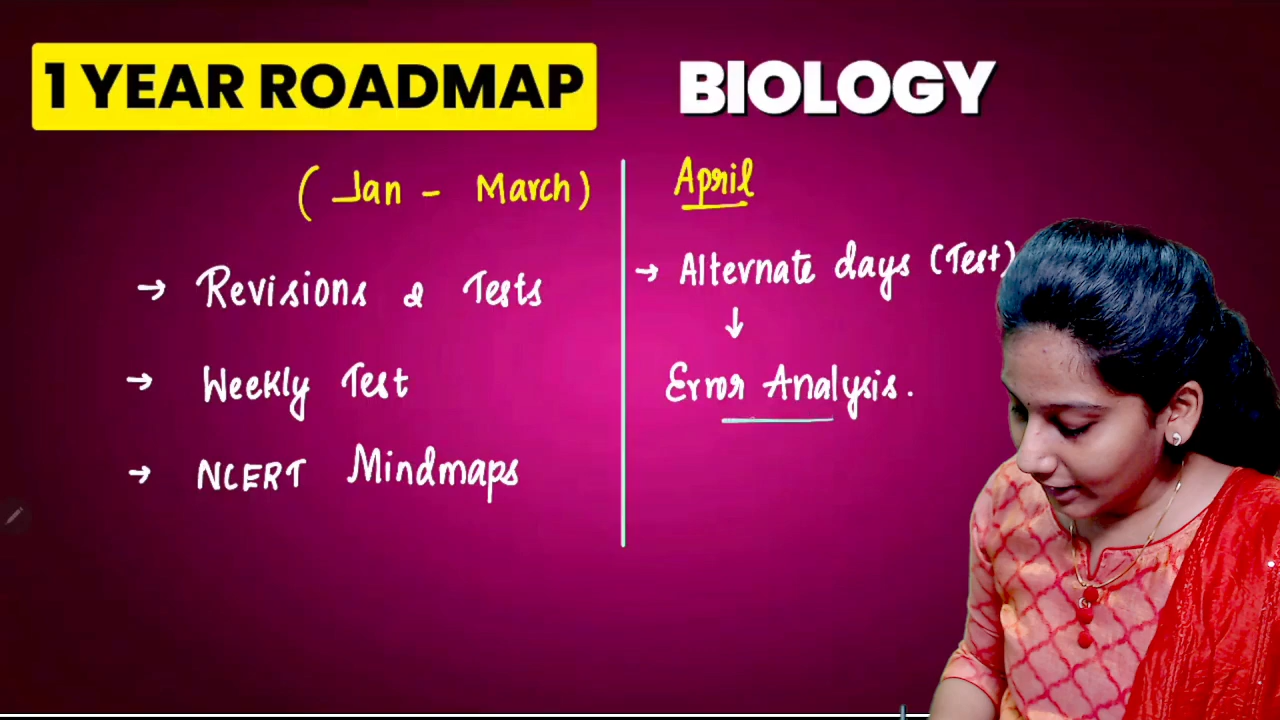 1 YEAR ROADMAP
BIOLOGY
(Jan - March)
→ Revisions & Tests
→ Weekly Test
→ NCERT Mindmaps
April
→ Alternate days (Test)
↓
Error Analysis.